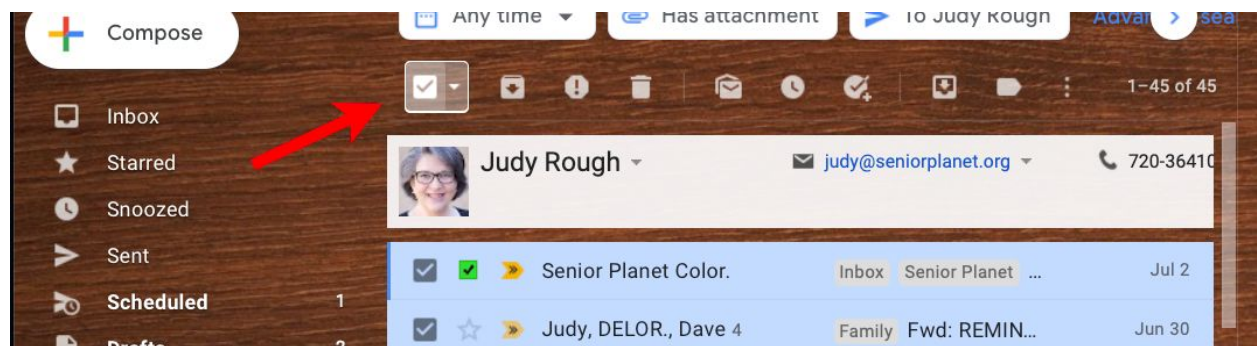 Compose
Any time
Has attachment
To Judy Rough
1–45 of 45
Inbox
Starred
Snoozed
Sent
Scheduled 1
Judy Rough
judy@seniorplanet.org
720-36410
Senior Planet Color. Inbox Senior Planet ... Jul 2
Judy, DELOR., Dave 4 Family Fwd: REMIN... Jun 30